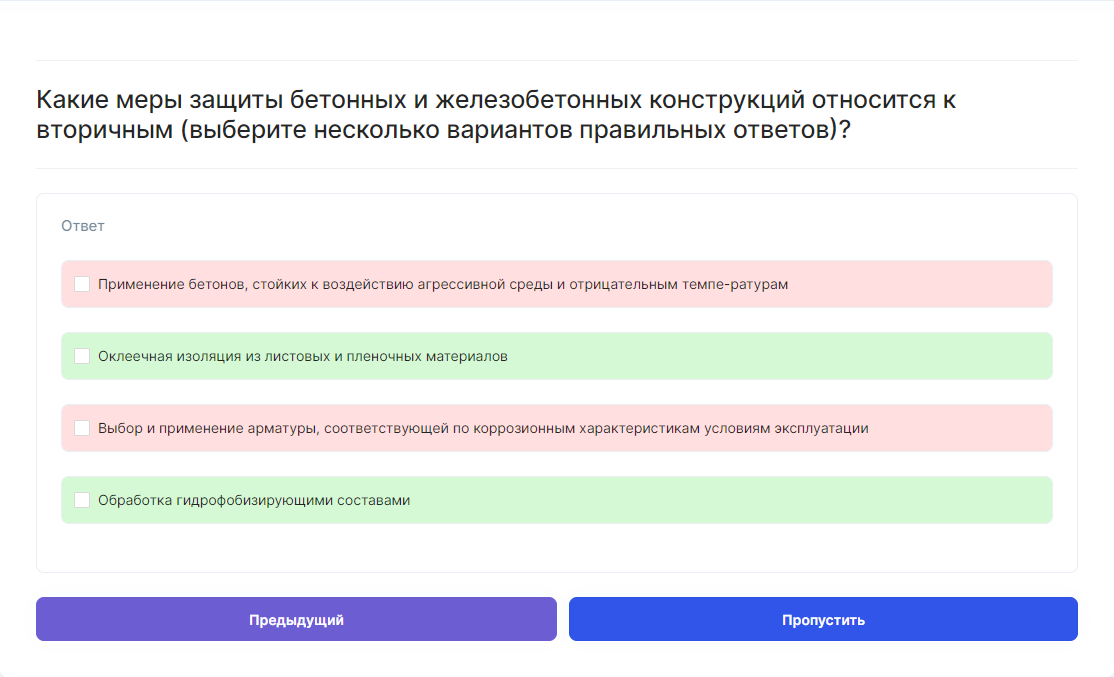 Какие меры защиты бетонных и железобетонных конструкций относится к
вторичным (выберите несколько вариантов правильных ответов)?
Ответ
Применение бетонов, стойких к воздействию агрессивной среды и отрицательным темпе-ратурам
Оклеечная изоляция из листовых и пленочных материалов
Выбор и применение арматуры, соответствующей по коррозионным характеристикам условиям эксплуатации
Обработка гидрофобизирующими составами
Предыдущий
Пропустить